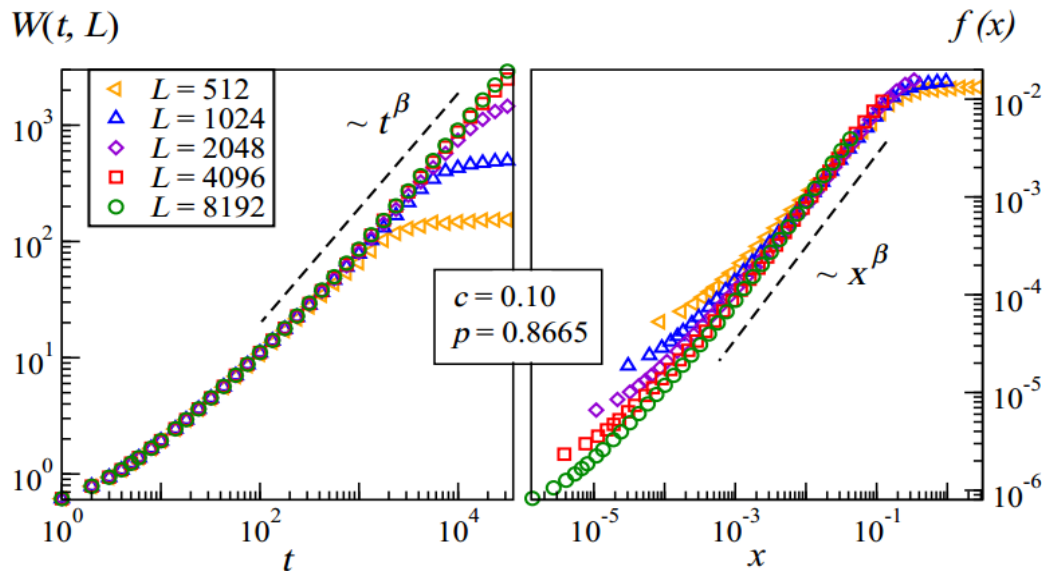 W(t, L)
f (x)
L = 512
L = 1024
L = 2048
L = 4096
L = 8192
~ t^β
~ x^β
c = 0.10
p = 0.8665
10^3
10^2
10^1
10^0
10^0
10^2
10^4
t
10^-5
10^-3
10^-1
x
10^-2
10^-3
10^-4
10^-5
10^-6